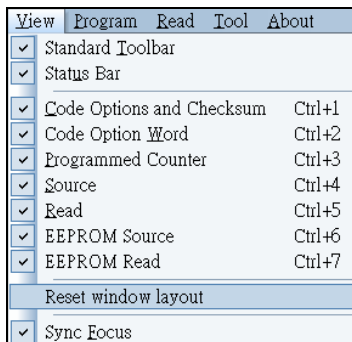 View Program Read Tool About
Standard Toolbar
Status Bar
Code Options and Checksum Ctrl+1
Code Option Word Ctrl+2
Programmed Counter Ctrl+3
Source Ctrl+4
Read Ctrl+5
EEPROM Source Ctrl+6
EEPROM Read Ctrl+7
Reset window layout
Sync Focus